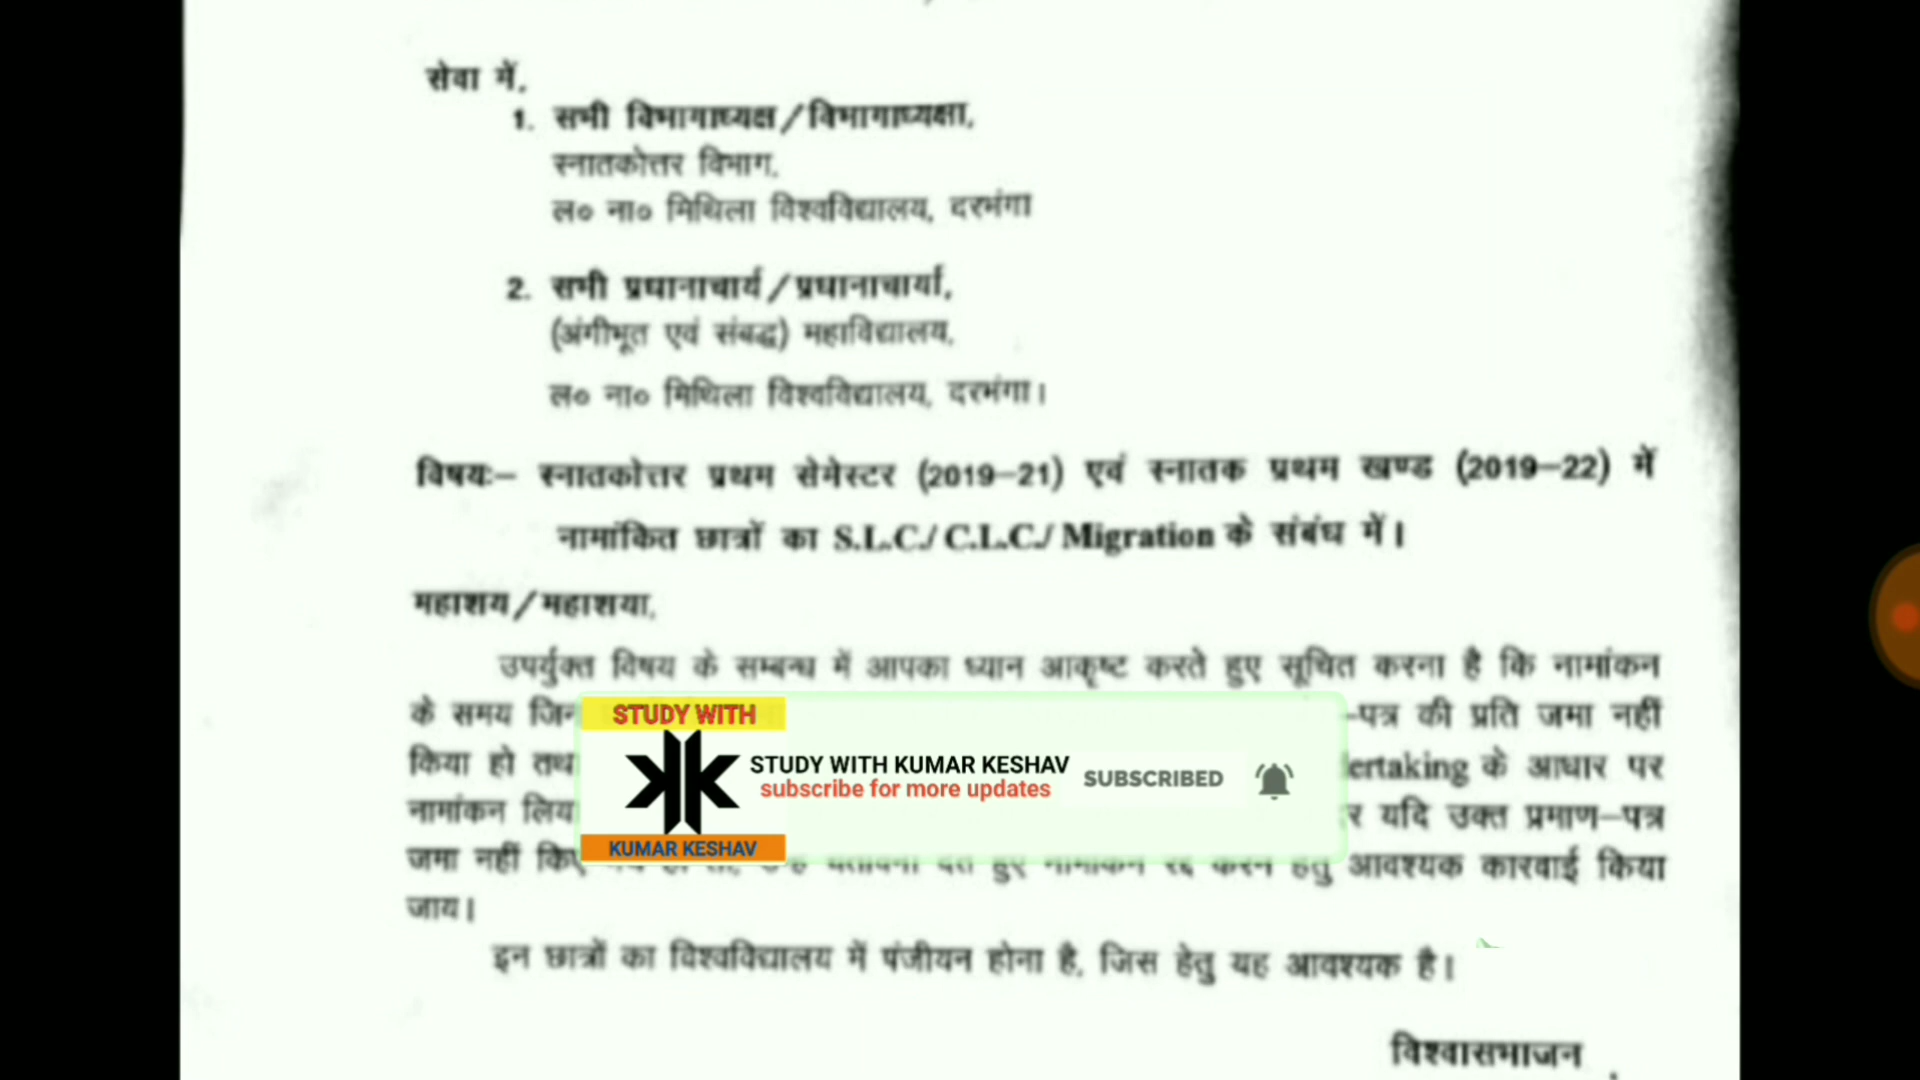 सेवा में,
1. सभी विभागाध्यक्ष/विभागाध्यक्षा,
स्नातकोत्तर विभाग,
ल० ना० मिथिला विश्वविद्यालय, दरभंगा
2. सभी प्रधानाचार्य/प्रधानाचार्या,
(अंगीभूत एवं संबद्ध) महाविद्यालय,
ल० ना० मिथिला विश्वविद्यालय, दरभंगा।
विषयः– स्नातकोत्तर प्रथम सेमेस्टर (2019–21) एवं स्नातक प्रथम खण्ड (2019–22) में
नामांकित छात्रों का S.L.C./ C.L.C./ Migration के संबंध में।
महाशय/महाशया,
उपर्युक्त विषय के सम्बन्ध में आपका ध्यान आकृष्ट करते हुए सूचित करना है कि नामांकन
के समय –पत्र की प्रति जमा नहीं
किया हो के आधार पर
नामांकन यदि उक्त प्रमाण–पत्र
जमा नहीं हुए नामांकन रद्द करने हेतु आवश्यक कारवाई किया
जाय।
इन छात्रों का विश्वविद्यालय में पंजीयन होना है, जिस हेतु यह आवश्यक है।
विश्वासभाजन
STUDY WITH
KUMAR KESHAV
STUDY WITH KUMAR KESHAV
subscribe for more updates
SUBSCRIBED